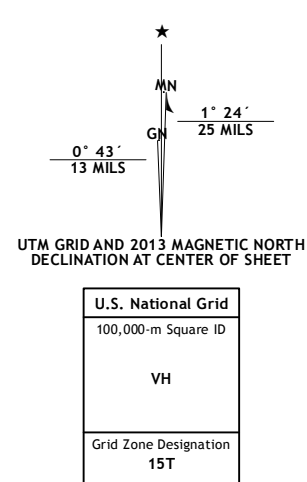 ★
MN
1° 24´
25 MILS
GN
0° 43´
13 MILS
UTM GRID AND 2013 MAGNETIC NORTH
DECLINATION AT CENTER OF SHEET
U.S. National Grid
100,000-m Square ID
VH
Grid Zone Designation
15T